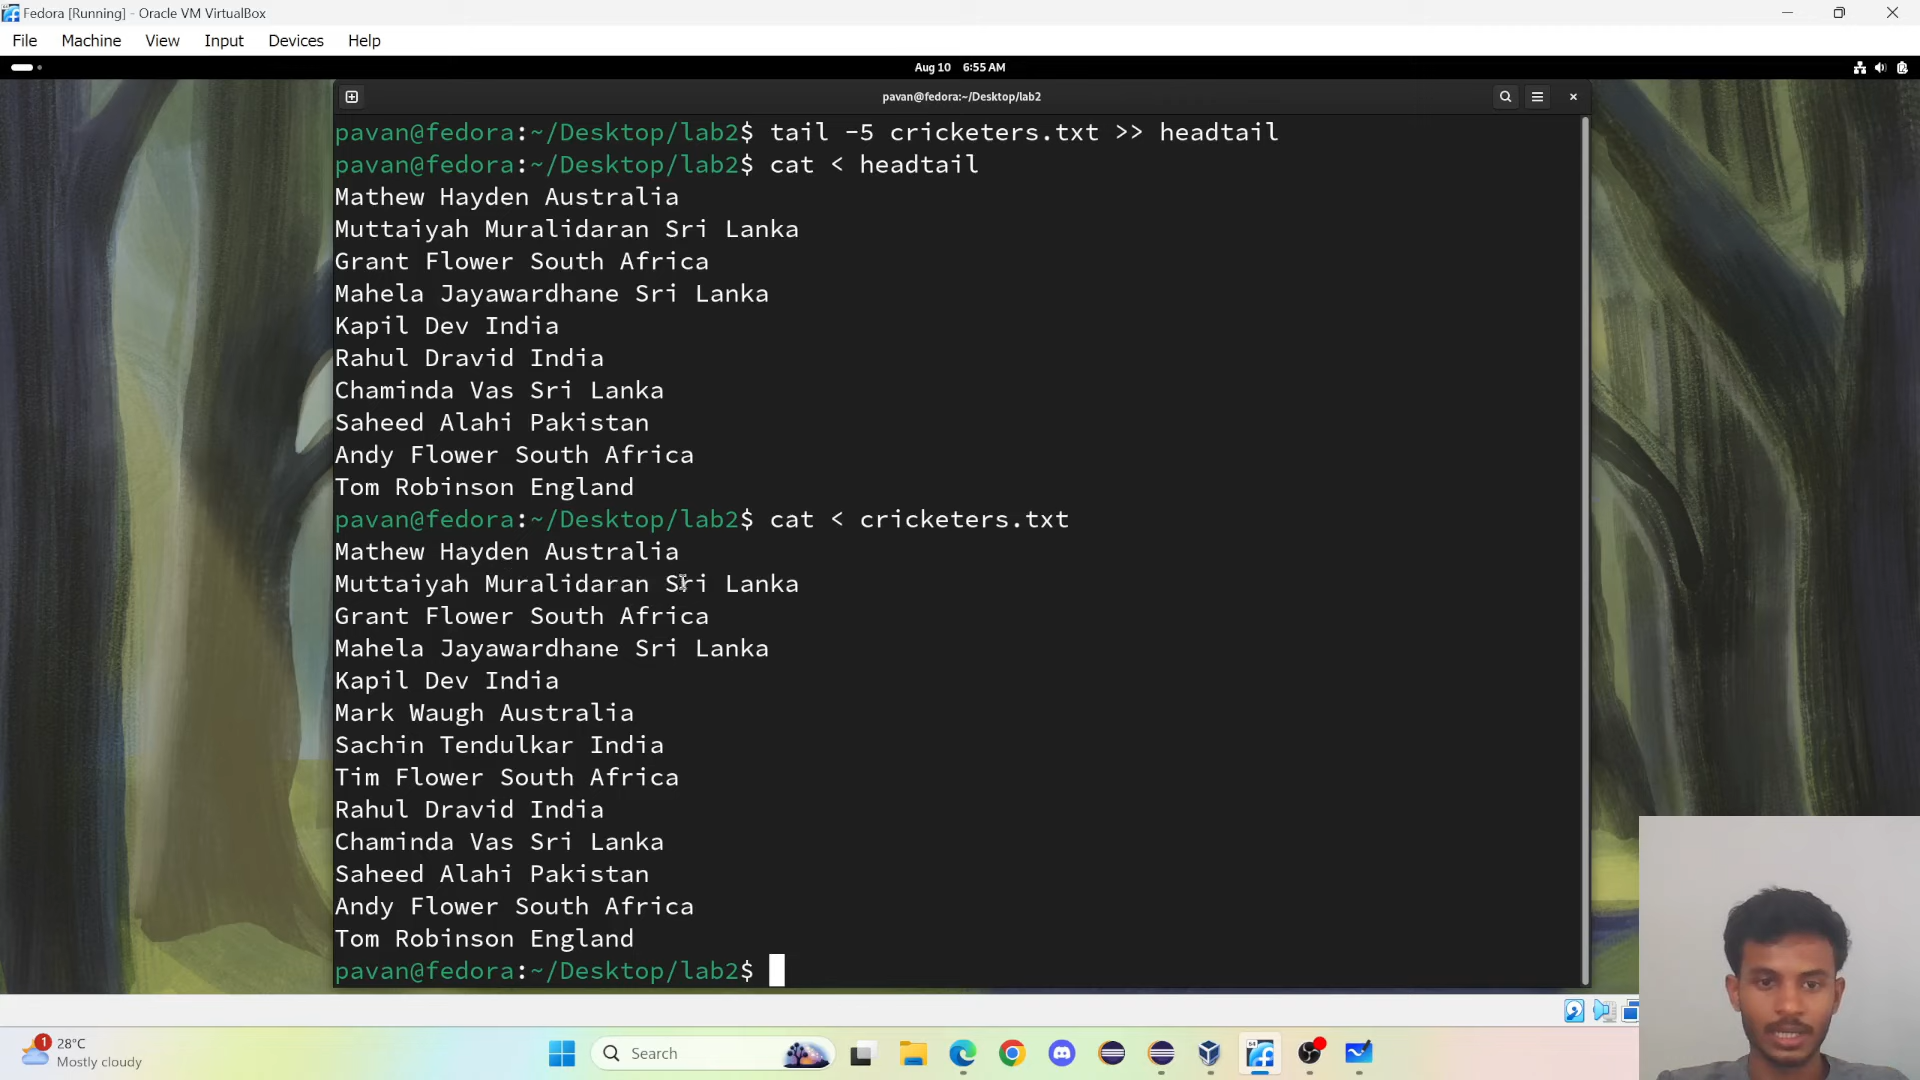 Fedora [Running] - Oracle VM VirtualBox
File Machine View Input Devices Help
Aug 10 6:55 AM
pavan@fedora:~/Desktop/lab2
pavan@fedora:~/Desktop/lab2$ tail -5 cricketers.txt >> headtail
pavan@fedora:~/Desktop/lab2$ cat < headtail
Mathew Hayden Australia
Muttaiyah Muralidaran Sri Lanka
Grant Flower South Africa
Mahela Jayawardhane Sri Lanka
Kapil Dev India
Rahul Dravid India
Chaminda Vas Sri Lanka
Saheed Alahi Pakistan
Andy Flower South Africa
Tom Robinson England
pavan@fedora:~/Desktop/lab2$ cat < cricketers.txt
Mathew Hayden Australia
Muttaiyah Muralidaran Sri Lanka
Grant Flower South Africa
Mahela Jayawardhane Sri Lanka
Kapil Dev India
Mark Waugh Australia
Sachin Tendulkar India
Tim Flower South Africa
Rahul Dravid India
Chaminda Vas Sri Lanka
Saheed Alahi Pakistan
Andy Flower South Africa
Tom Robinson England
pavan@fedora:~/Desktop/lab2$
1
28°C
Mostly cloudy
Search